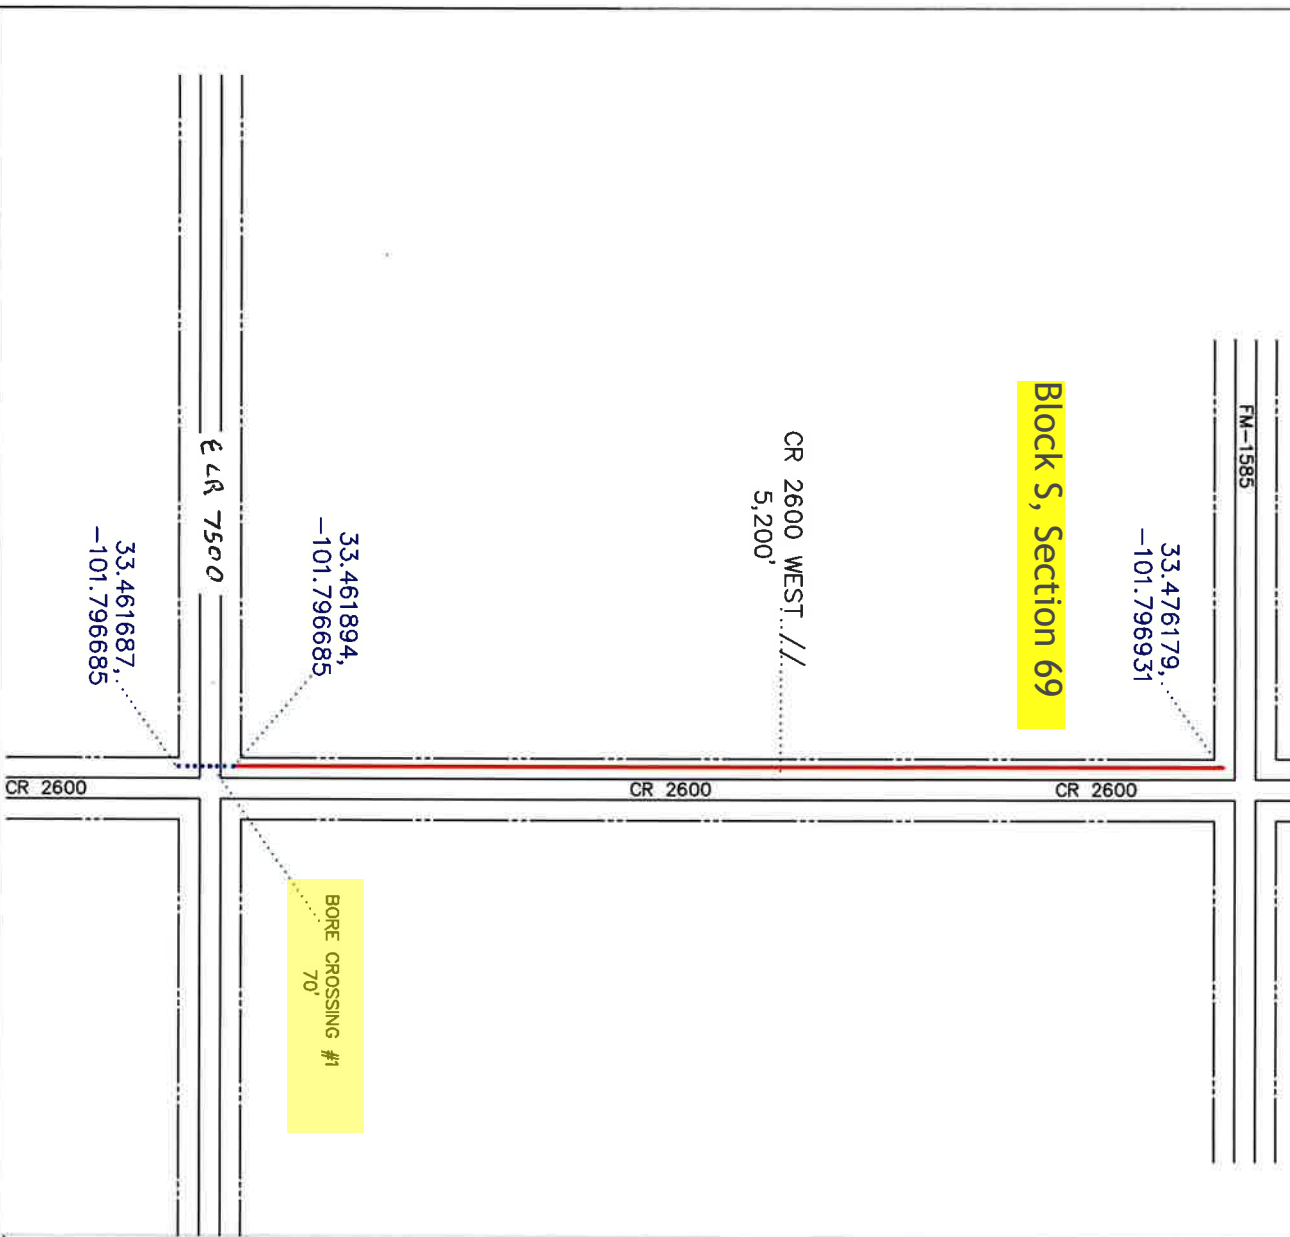 FM-1585
33.476179,
-101.796931
Block S, Section 69
CR 2600 WEST //
5,200'
33.461894,
-101.796685
E CR 7500
33.461687,
-101.796685
CR 2600
CR 2600
CR 2600
BORE CROSSING #1
70'